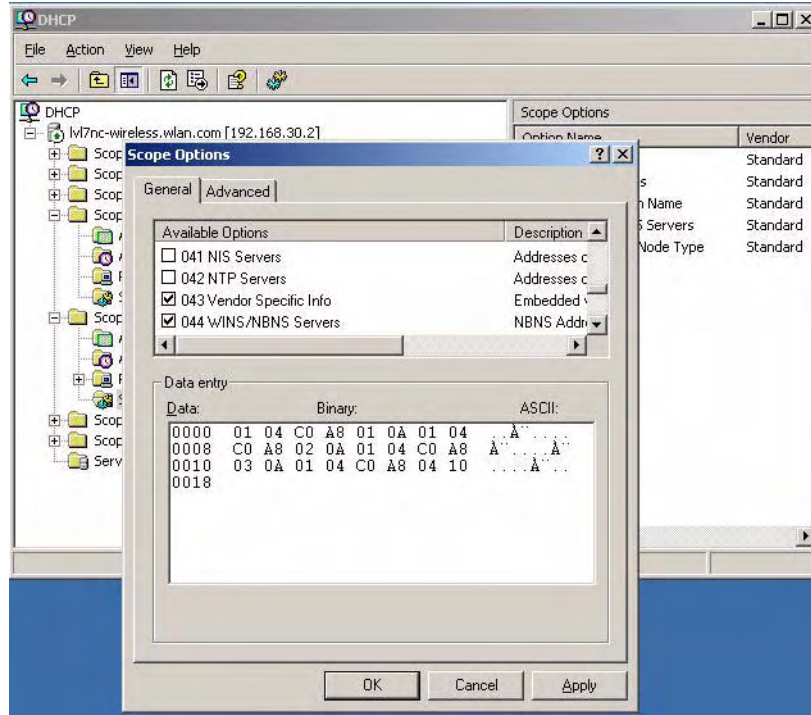 DHCP
File Action View Help
DHCP
lvl7nc-wireless.wlan.com [192.168.30.2]
Scope Options
Vendor
Standard
Standard
Standard
Standard
Standard
Name
Servers
Node Type
Scope Options
General Advanced
Available Options Description
041 NIS Servers Addresses
042 NTP Servers Addresses
043 Vendor Specific Info Embedded
044 WINS/NBNS Servers NBNS
Data entry
Data: Binary: ASCII:
0000 01 04 C0 A8 01 0A 01 04 ..À¨....
0008 C0 A8 02 0A 01 04 C0 A8 À¨....À¨
0010 03 0A 01 04 C0 A8 04 10 ....À¨..
0018
OK Cancel Apply